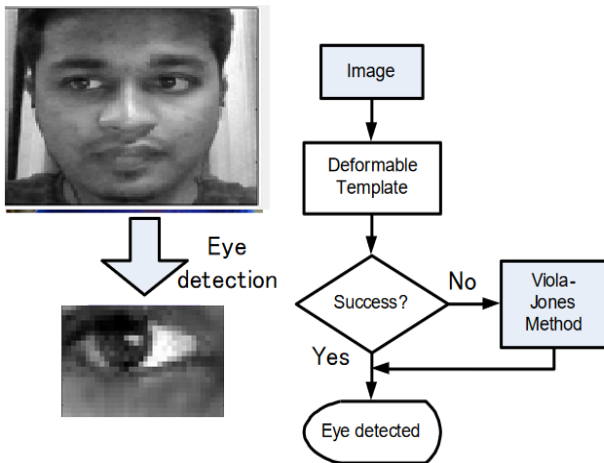 Image
Deformable
Template
Eye
detection
Success?
No
Viola-
Jones
Method
Yes
Eye detected